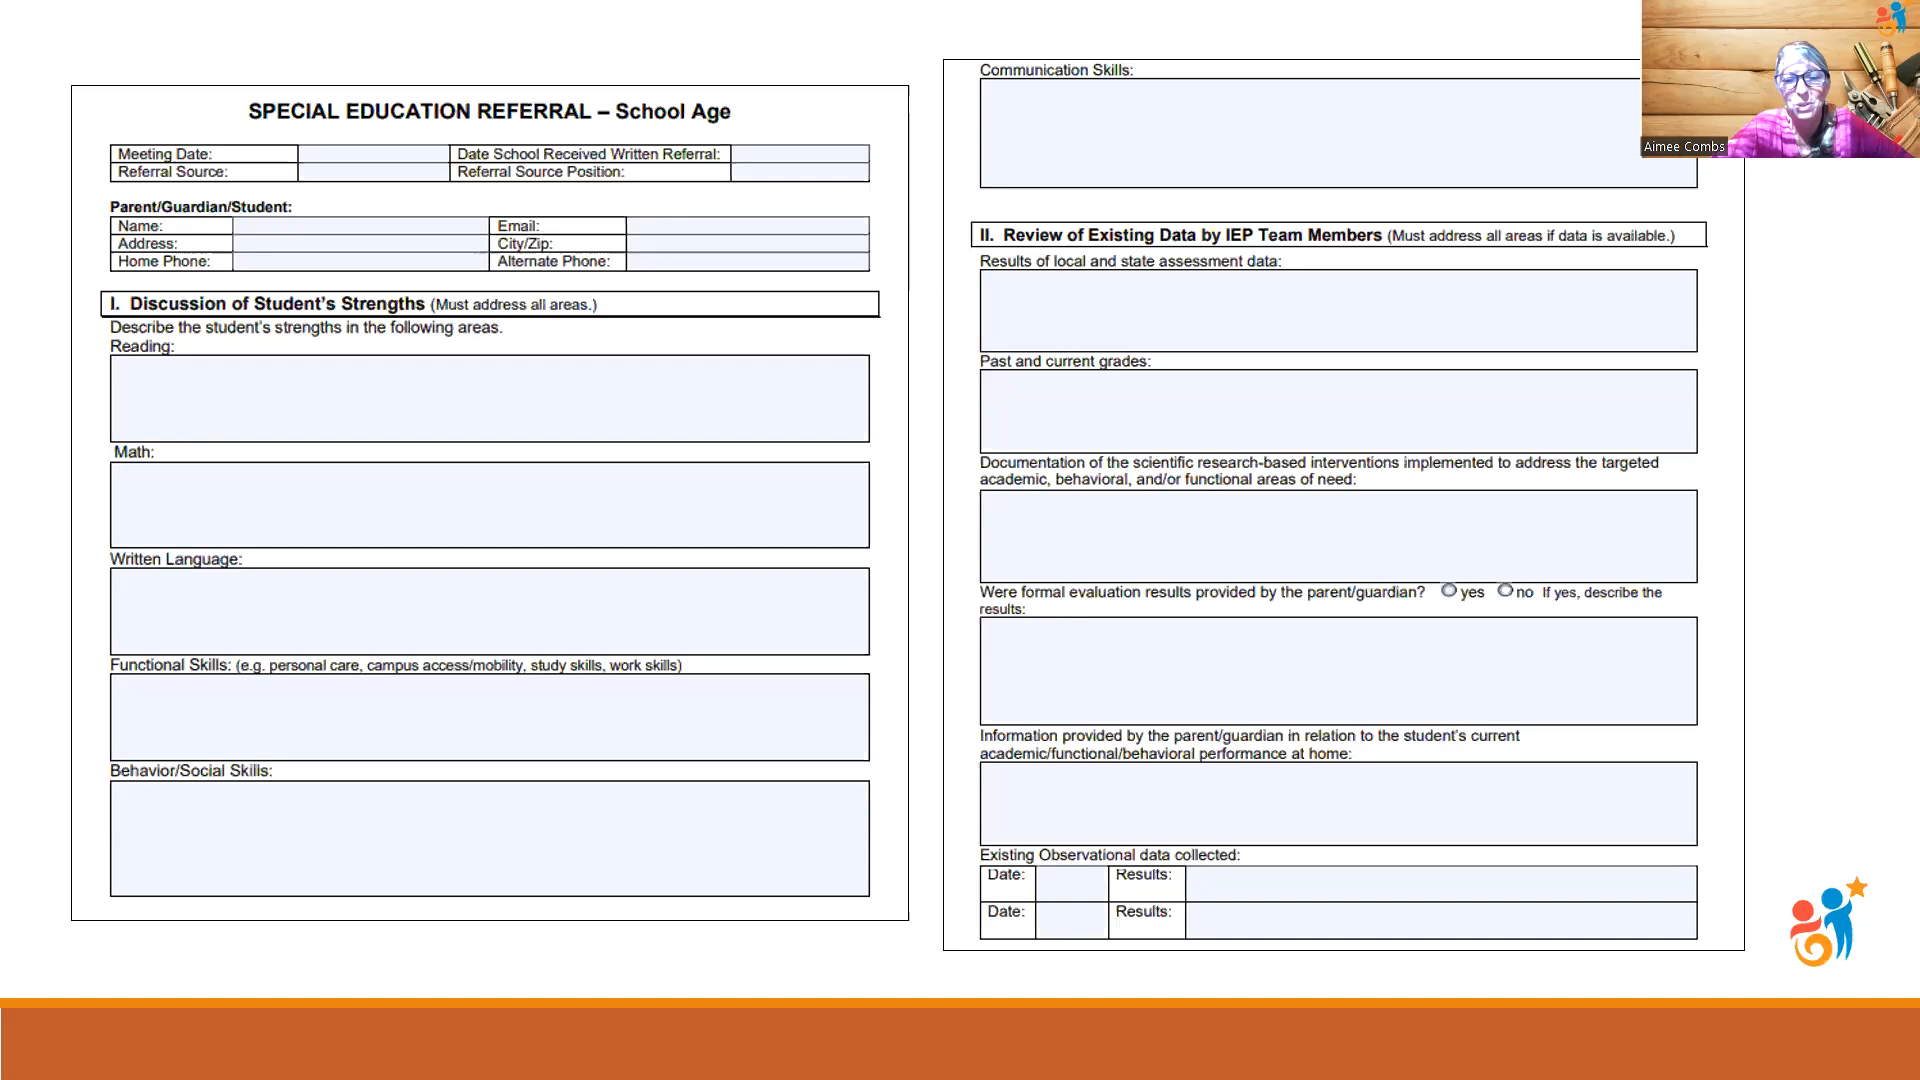 SPECIAL EDUCATION REFERRAL – School Age
Meeting Date: Date School Received Written Referral:
Referral Source: Referral Source Position:
Parent/Guardian/Student:
Name: Email:
Address: City/Zip:
Home Phone: Alternate Phone:
I. Discussion of Student's Strengths (Must address all areas.)
Describe the student's strengths in the following areas.
Reading:
Math:
Written Language:
Functional Skills: (e.g. personal care, campus access/mobility, study skills, work skills)
Behavior/Social Skills:
Communication Skills:
II. Review of Existing Data by IEP Team Members (Must address all areas if data is available.)
Results of local and state assessment data:
Past and current grades:
Documentation of the scientific research-based interventions implemented to address the targeted
academic, behavioral, and/or functional areas of need:
Were formal evaluation results provided by the parent/guardian? yes no If yes, describe the
results:
Information provided by the parent/guardian in relation to the student's current
academic/functional/behavioral performance at home:
Existing Observational data collected:
Date: Results:
Date: Results:
Aimee Combs